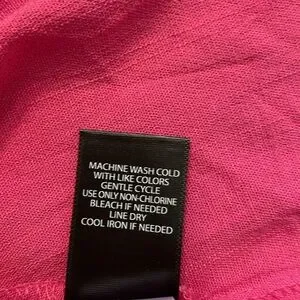 MACHINE WASH COLD
WITH LIKE COLORS
GENTLE CYCLE
USE ONLY NON-CHLORINE
BLEACH IF NEEDED
LINE DRY
COOL IRON IF NEEDED